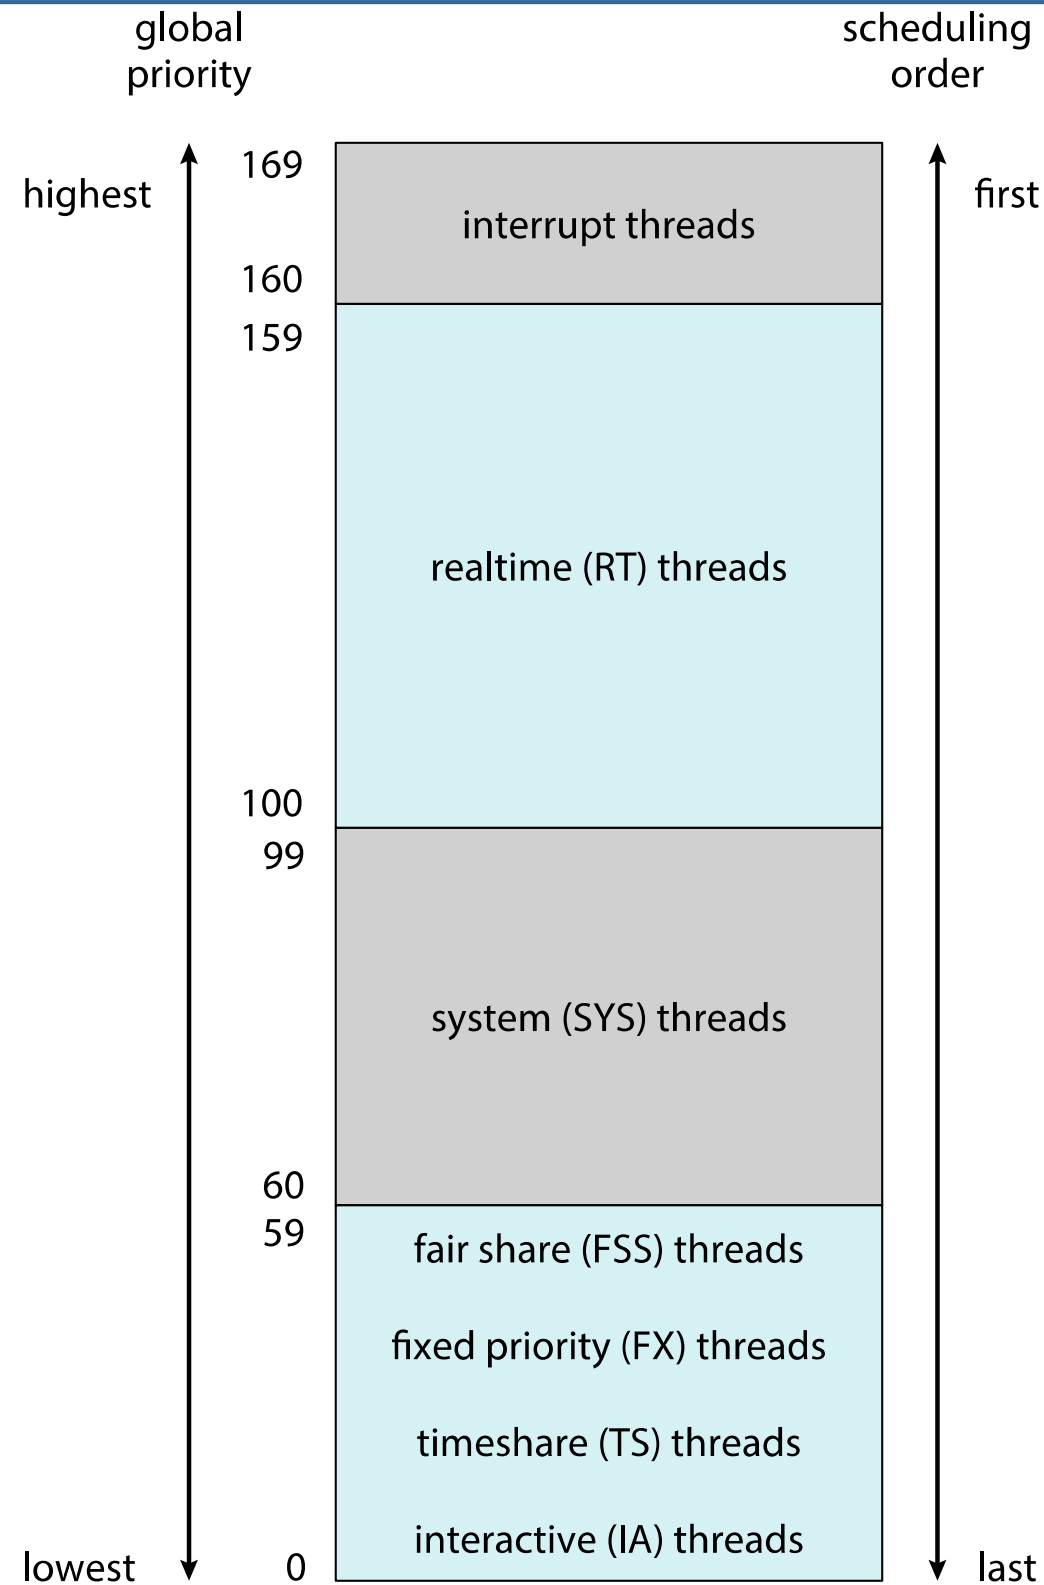 global
priority
scheduling
order
highest
169
interrupt threads
first
160
159
realtime (RT) threads
100
99
system (SYS) threads
60
59
fair share (FSS) threads
fixed priority (FX) threads
timeshare (TS) threads
interactive (IA) threads
lowest
0
last